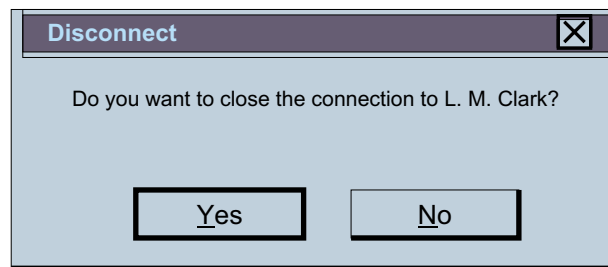 Disconnect
Do you want to close the connection to L. M. Clark?
Yes
No